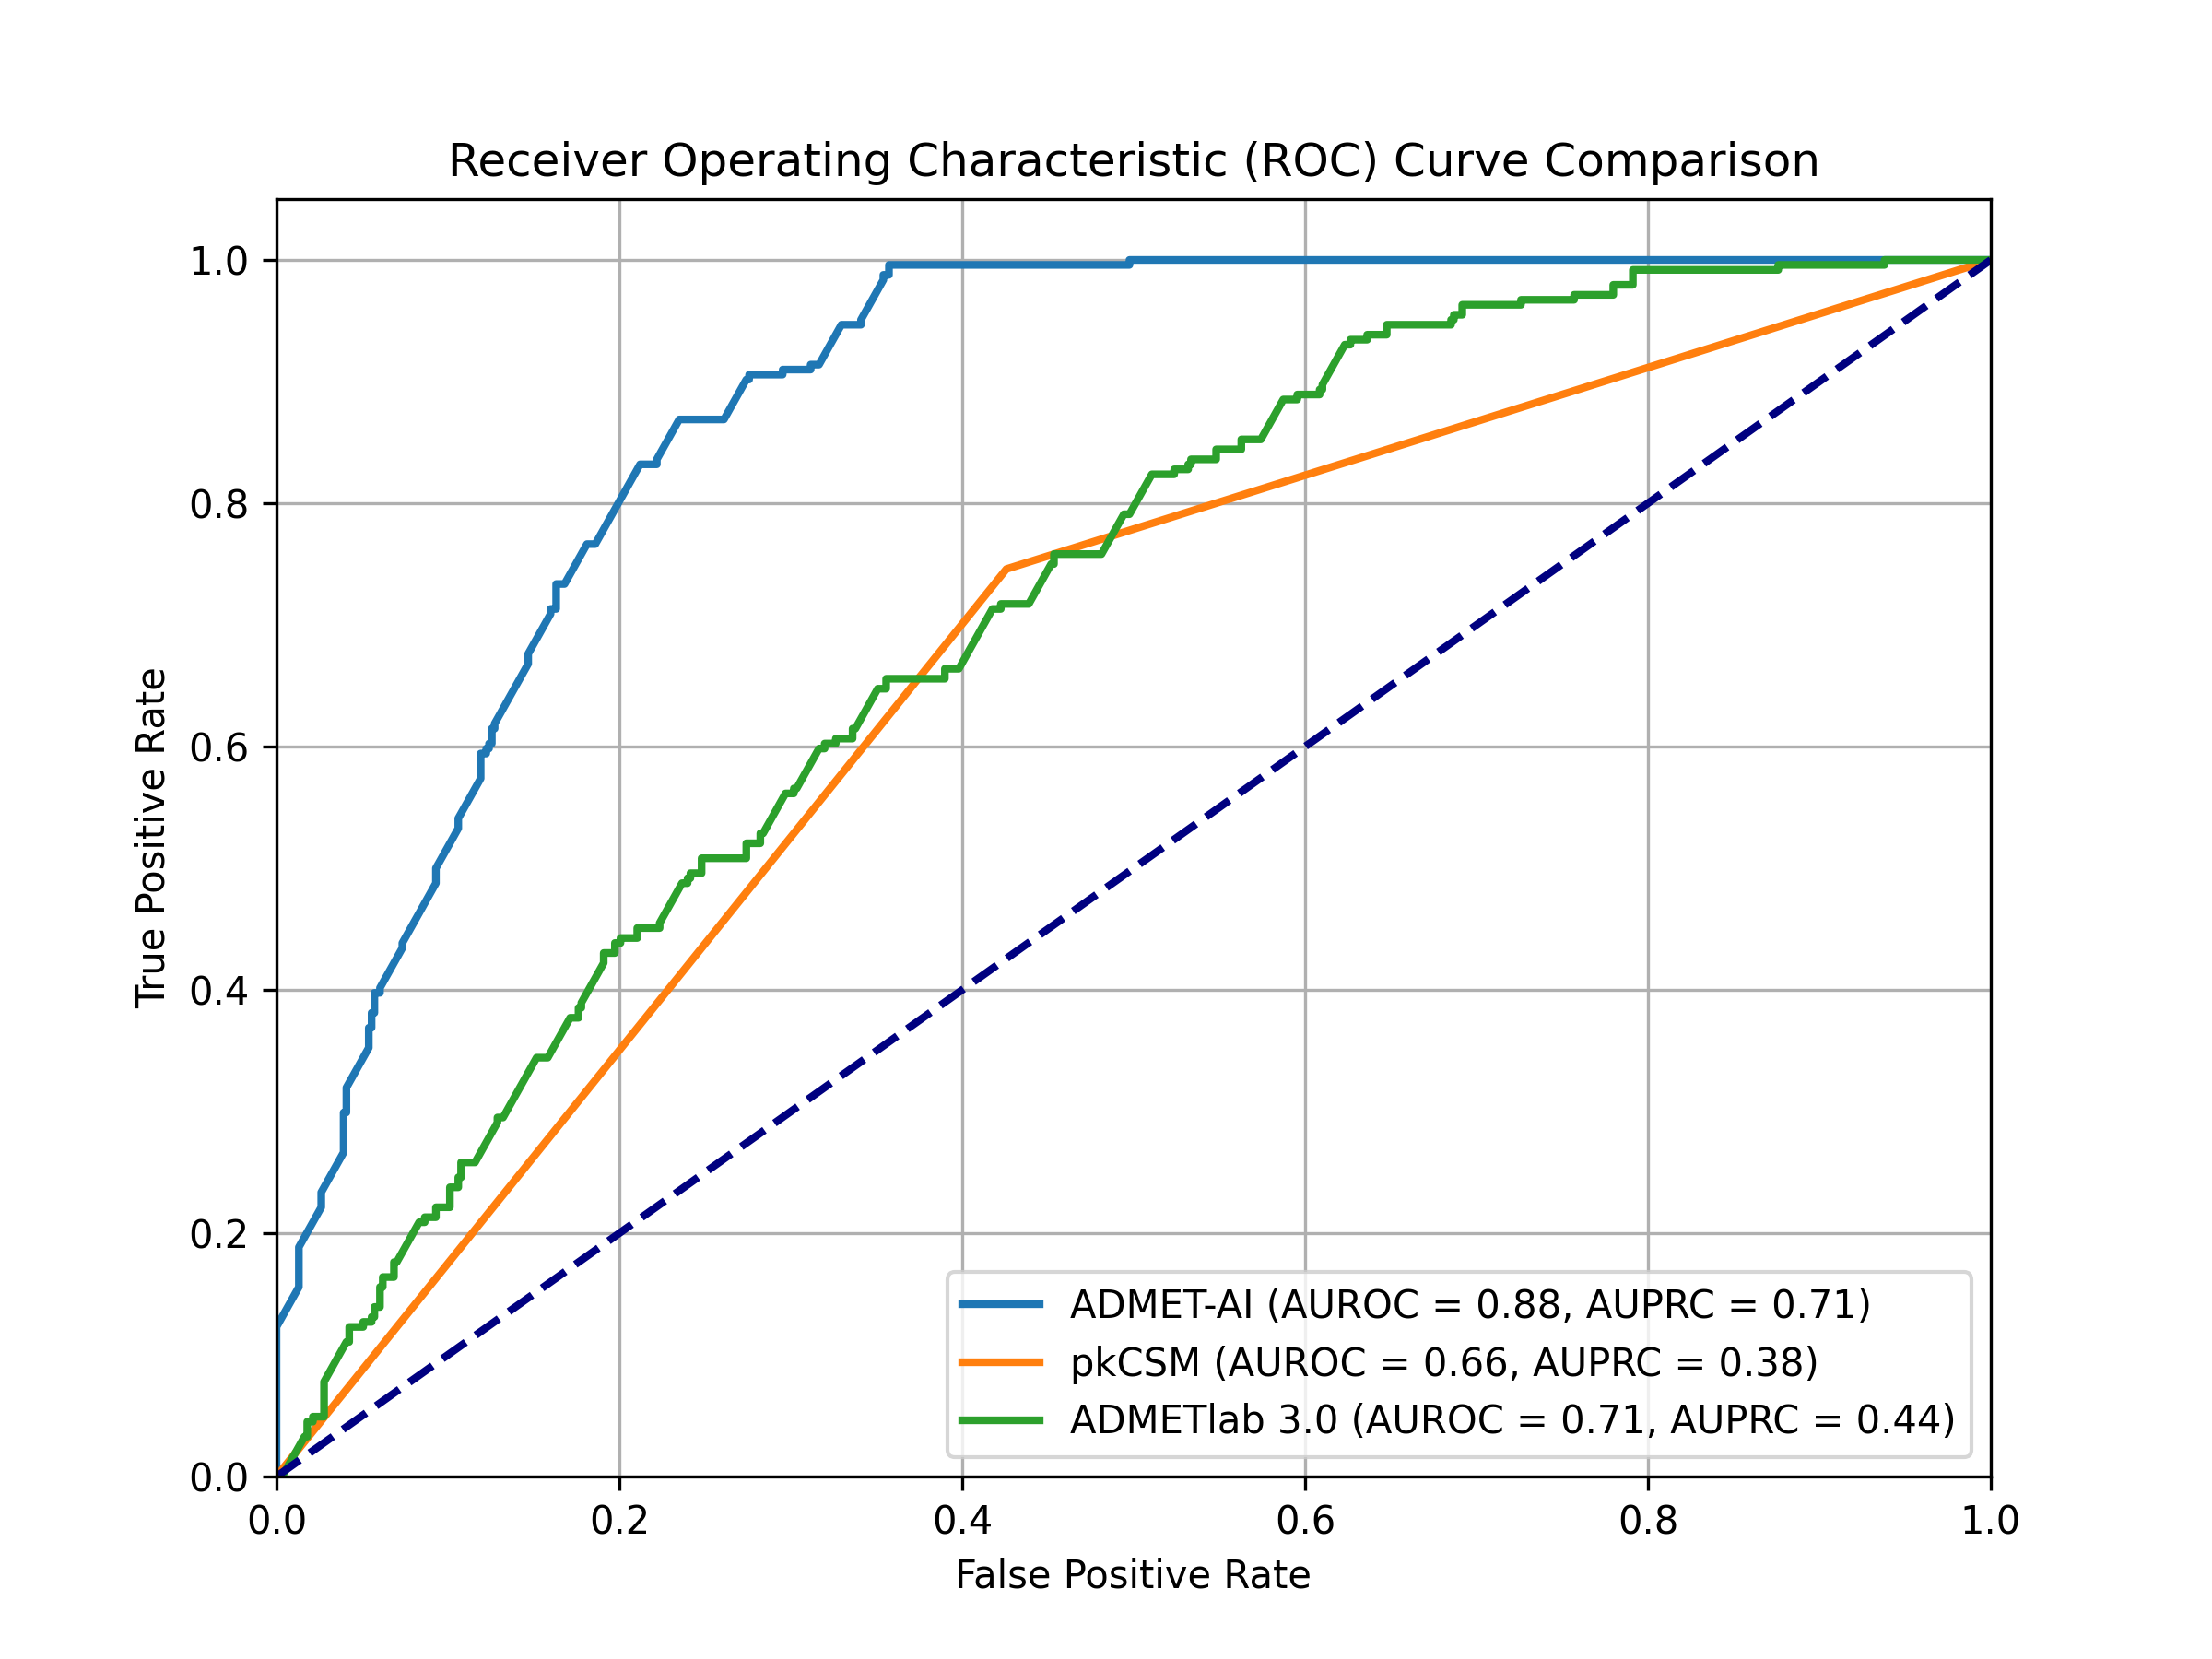 Receiver Operating Characteristic (ROC) Curve Comparison
1.0
0.8
0.6
0.4
0.2
0.0
True Positive Rate
ADMET-AI (AUROC = 0.88, AUPRC = 0.71)
pkCSM (AUROC = 0.66, AUPRC = 0.38)
ADMETlab 3.0 (AUROC = 0.71, AUPRC = 0.44)
0.0 0.2 0.4 0.6 0.8 1.0
False Positive Rate